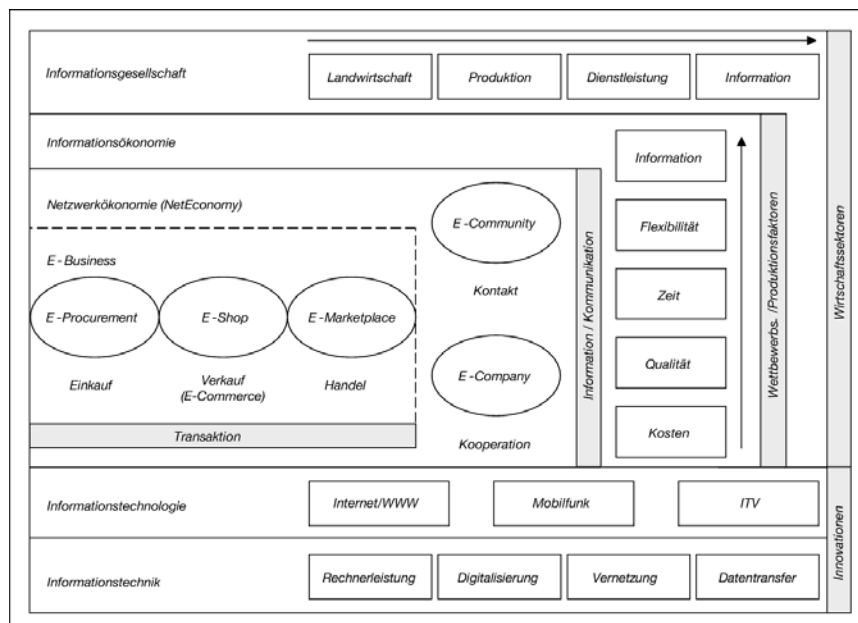 Informationsgesellschaft
Landwirtschaft
Produktion
Dienstleistung
Information
Informationsökonomie
Information
Netzwerkökonomie (NetEconomy)
E-Community
Flexibilität
E-Business
Kontakt
E-Procurement
E-Shop
E-Marketplace
Zeit
Einkauf
Verkauf
(E-Commerce)
Handel
E-Company
Qualität
Transaktion
Kooperation
Kosten
Information / Kommunikation
Wettbewerbs. /Produktionsfaktoren
Wirtschaftssektoren
Informationstechnologie
Internet/WWW
Mobilfunk
ITV
Informationstechnik
Rechnerleistung
Digitalisierung
Vernetzung
Datentransfer
Innovationen